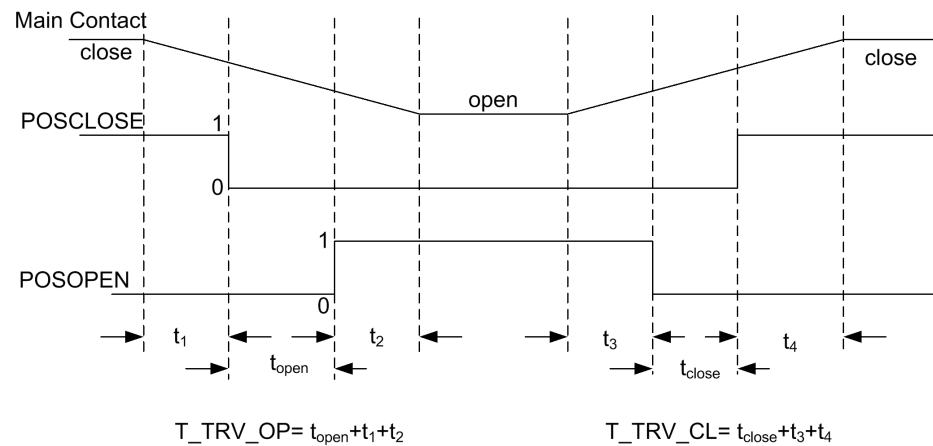 Main Contact
close
open
close
POSCLOSE
1
0
1
POSOPEN
0
t1
t2
t3
t4
topen
tclose
T_TRV_OP= topen+t1+t2
T_TRV_CL= tclose+t3+t4